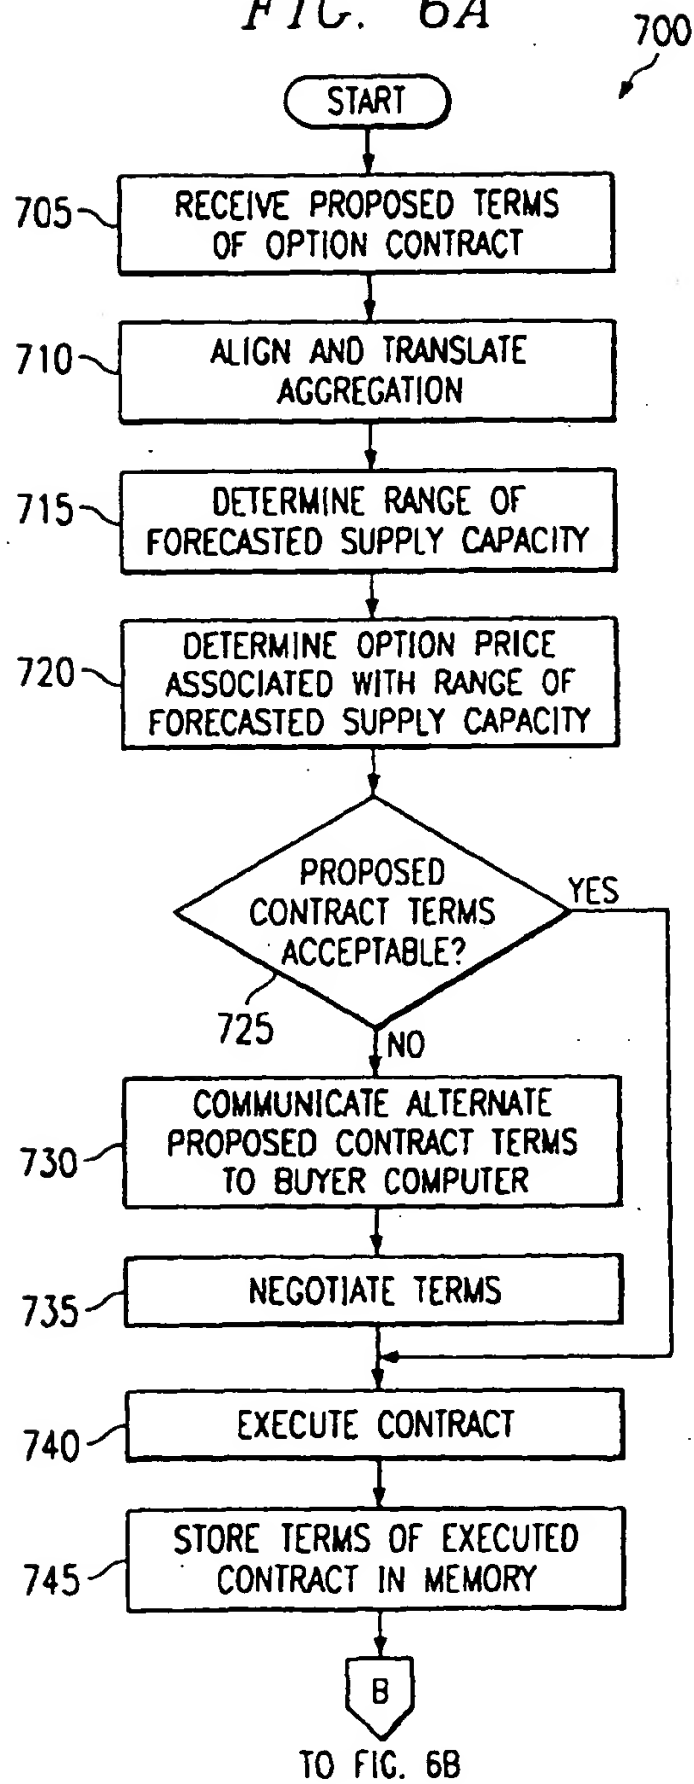 FIG. 6A
700
START
705
RECEIVE PROPOSED TERMS
OF OPTION CONTRACT
710
ALIGN AND TRANSLATE
AGGREGATION
715
DETERMINE RANGE OF
FORECASTED SUPPLY CAPACITY
720
DETERMINE OPTION PRICE
ASSOCIATED WITH RANGE OF
FORECASTED SUPPLY CAPACITY
PROPOSED
CONTRACT TERMS
ACCEPTABLE?
YES
725
NO
730
COMMUNICATE ALTERNATE
PROPOSED CONTRACT TERMS
TO BUYER COMPUTER
735
NEGOTIATE TERMS
740
EXECUTE CONTRACT
745
STORE TERMS OF EXECUTED
CONTRACT IN MEMORY
B
TO FIG. 6B